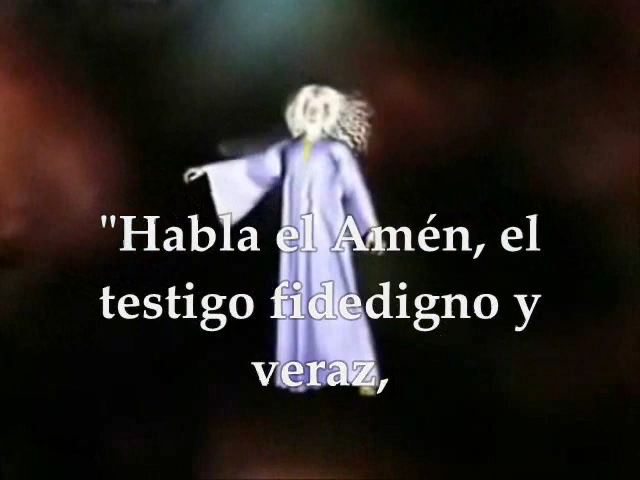 "Habla el Amén, el
testigo fidedigno y
veraz,